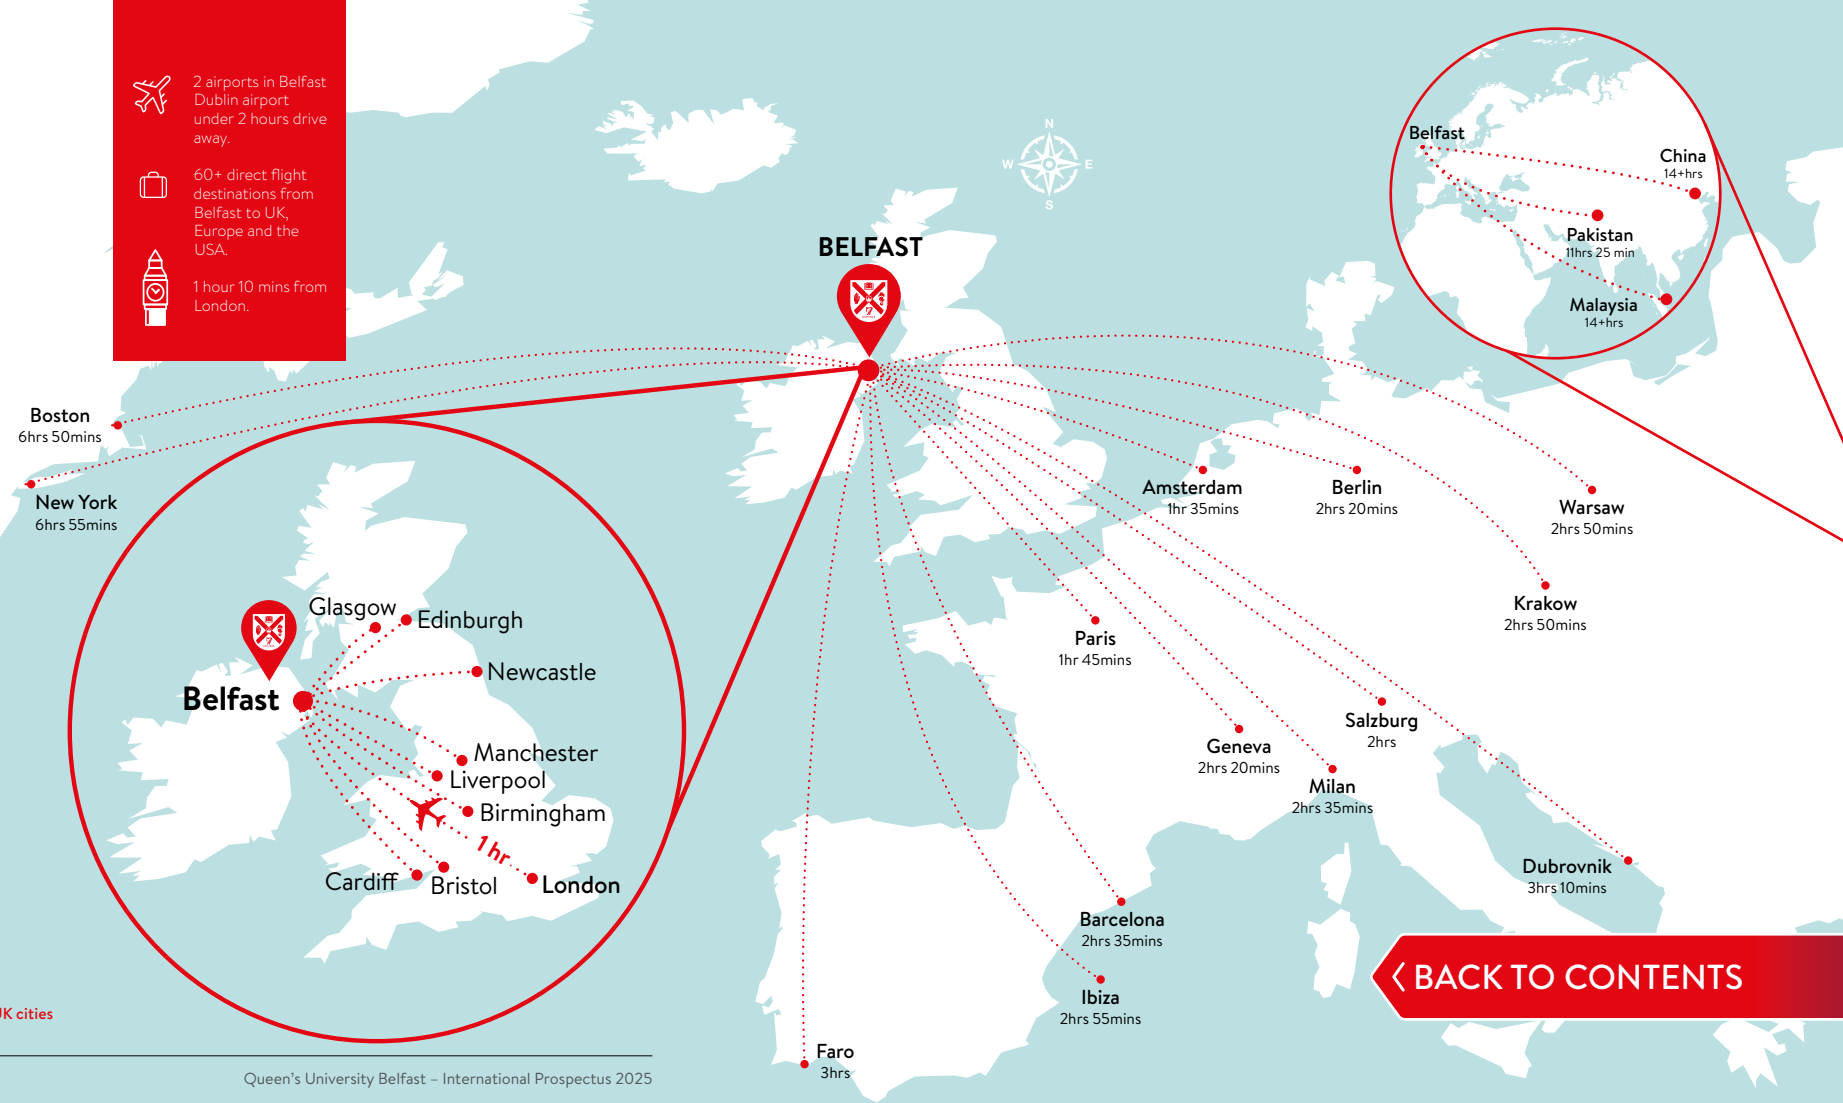 2 airports in Belfast
Dublin airport
under 2 hours drive
away.
60+ direct flight
destinations from
Belfast to UK,
Europe and the
USA.
1 hour 10 mins from
London.
N
W
E
S
BELFAST
Belfast
China
14+hrs
Pakistan
11hrs 25 min
Malaysia
14+hrs
Boston
6hrs 50mins
New York
6hrs 55mins
Amsterdam
1hr 35mins
Berlin
2hrs 20mins
Warsaw
2hrs 50mins
Krakow
2hrs 50mins
Paris
1hr 45mins
Salzburg
2hrs
Geneva
2hrs 20mins
Milan
2hrs 35mins
Dubrovnik
3hrs 10mins
Barcelona
2hrs 35mins
Ibiza
2hrs 55mins
Faro
3hrs
Glasgow
Edinburgh
Newcastle
Belfast
Manchester
Liverpool
Birmingham
1 hr
Cardiff
Bristol
London
UK cities
BACK TO CONTENTS
Queen's University Belfast – International Prospectus 2025